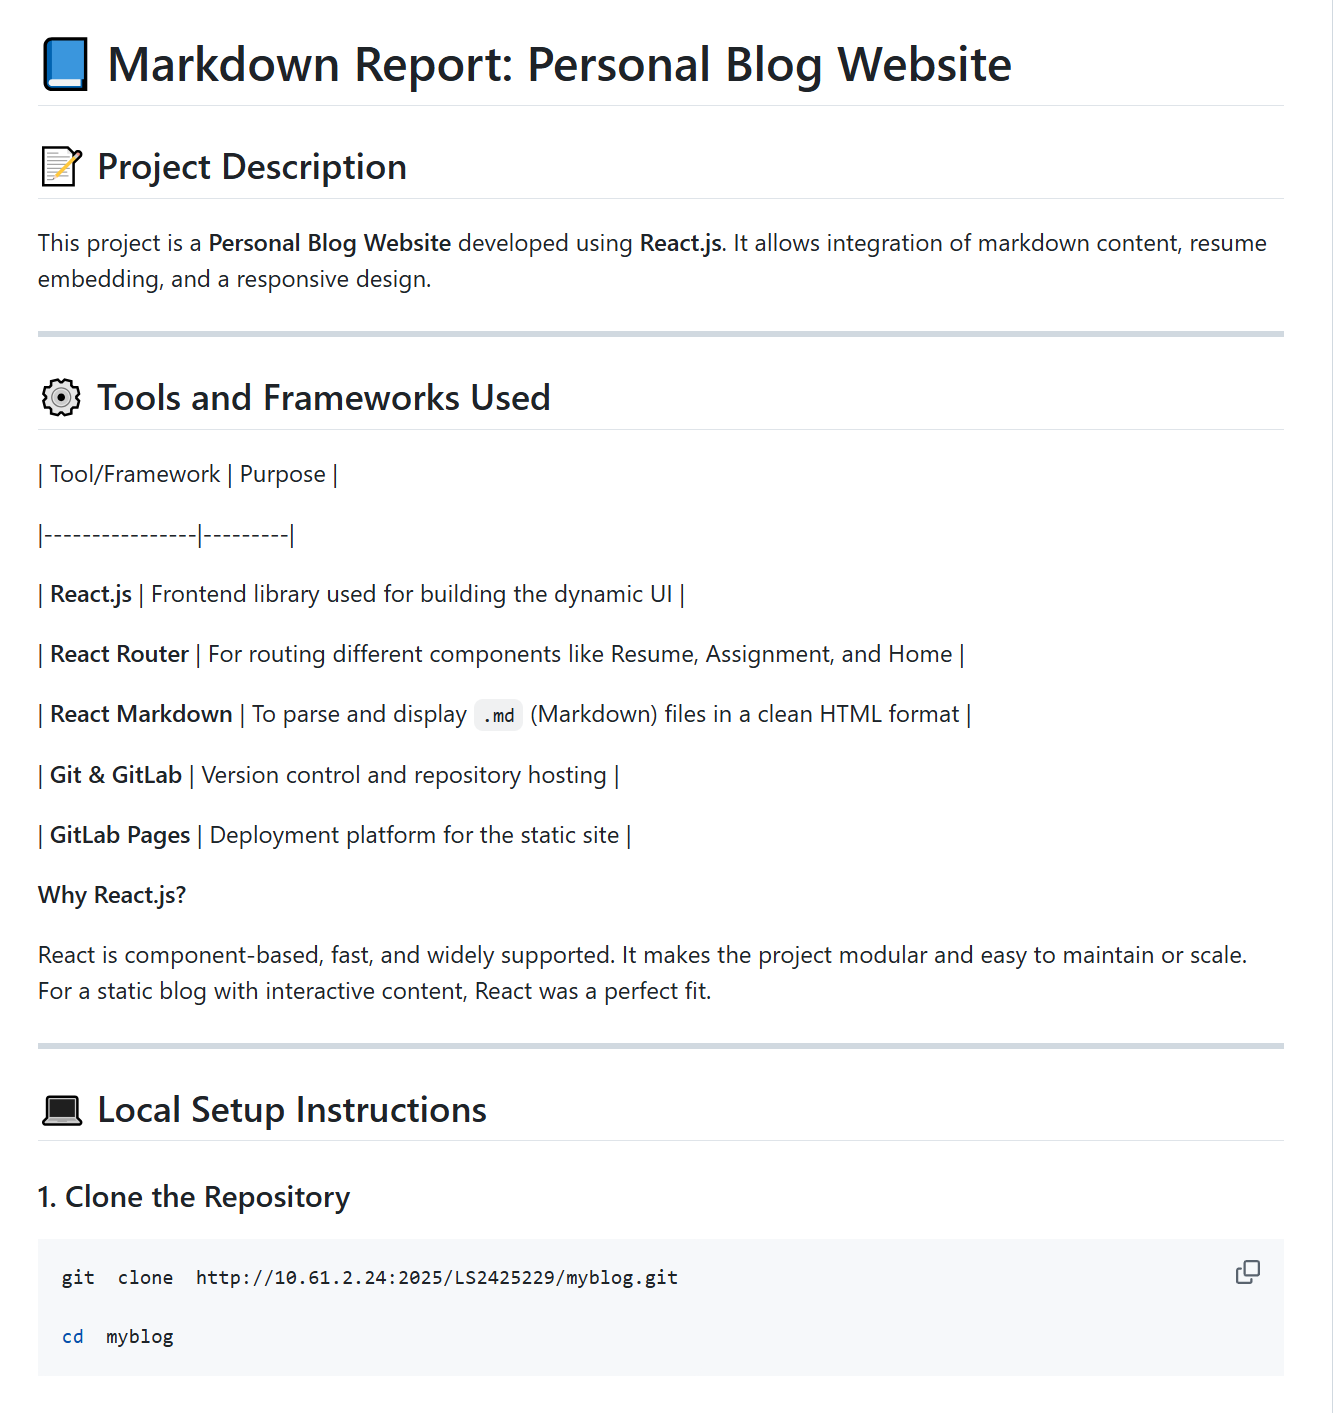 Markdown Report: Personal Blog Website
Project Description
This project is a Personal Blog Website developed using React.js. It allows integration of markdown content, resume
embedding, and a responsive design.
Tools and Frameworks Used
| Tool/Framework | Purpose |
|----------------|---------|
| React.js | Frontend library used for building the dynamic UI |
| React Router | For routing different components like Resume, Assignment, and Home |
| React Markdown | To parse and display .md (Markdown) files in a clean HTML format |
| Git & GitLab | Version control and repository hosting |
| GitLab Pages | Deployment platform for the static site |
Why React.js?
React is component-based, fast, and widely supported. It makes the project modular and easy to maintain or scale.
For a static blog with interactive content, React was a perfect fit.
Local Setup Instructions
1. Clone the Repository
git  clone  http://10.61.2.24:2025/LS2425229/myblog.git
cd  myblog